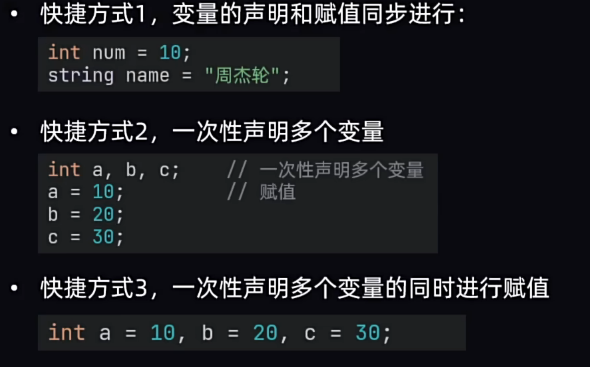 • 快捷方式1，变量的声明和赋值同步进行：
int num = 10;
string name = "周杰轮";
• 快捷方式2，一次性声明多个变量
int a, b, c;    // 一次性声明多个变量
a = 10;         // 赋值
b = 20;
c = 30;
• 快捷方式3，一次性声明多个变量的同时进行赋值
int a = 10, b = 20, c = 30;